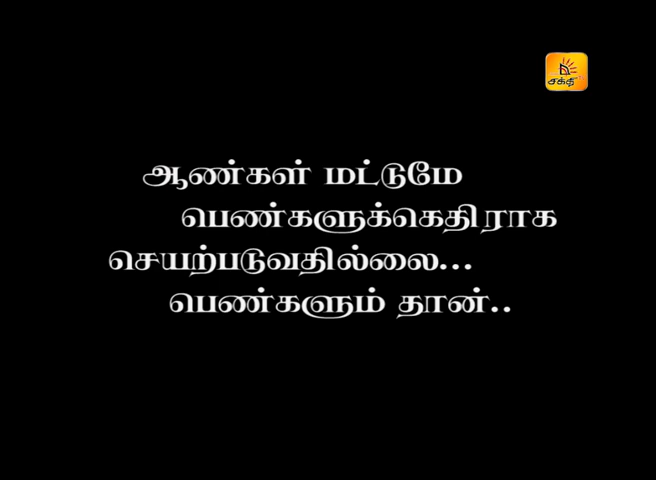 சக்தி
ஆண்கள் மட்டுமே
பெண்களுக்கெதிராக
செயற்படுவதில்லை...
பெண்களும் தான்..